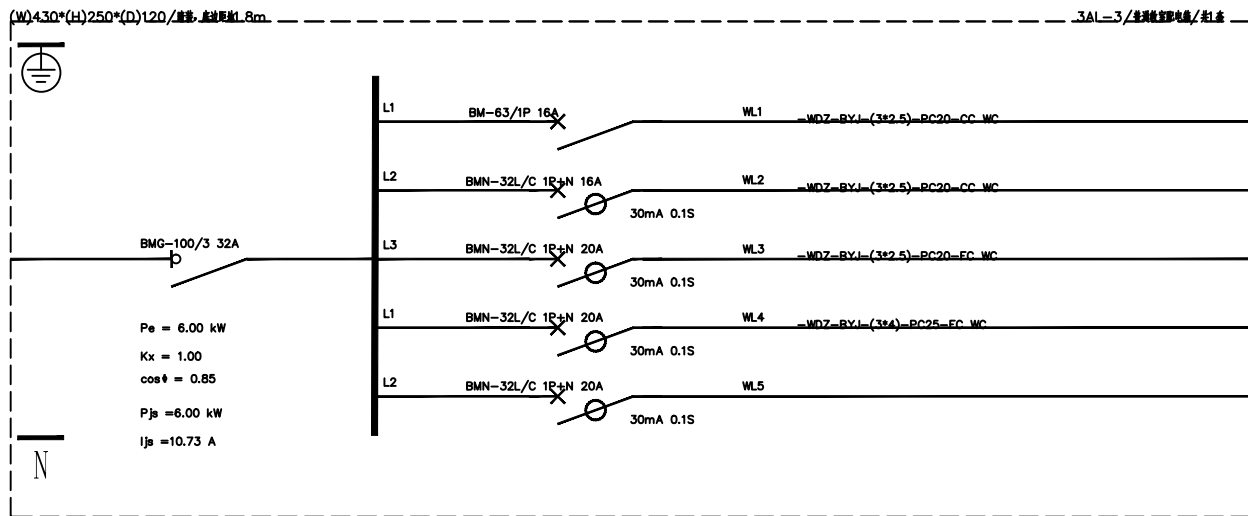 (W)430*(H)250*(D)120/
1.8m
3AL-3/
L1 BM-63/1P 16A WL1 -WDZ-BYJ-(3*2.5)-PC20-CC WC
L2 BMN-32L/C 1P+N 16A WL2 -WDZ-BYJ-(3*2.5)-PC20-CC WC
30mA 0.1S
BMG-100/3 32A
L3 BMN-32L/C 1P+N 20A WL3 -WDZ-BYJ-(3*2.5)-PC20-FC WC
30mA 0.1S
L1 BMN-32L/C 1P+N 20A WL4 -WDZ-BYJ-(3*4)-PC25-FC WC
30mA 0.1S
L2 BMN-32L/C 1P+N 20A WL5
30mA 0.1S
Pe = 6.00 kW
Kx = 1.00
cosΦ = 0.85
Pjs =6.00 kW
Ijs =10.73 A
N